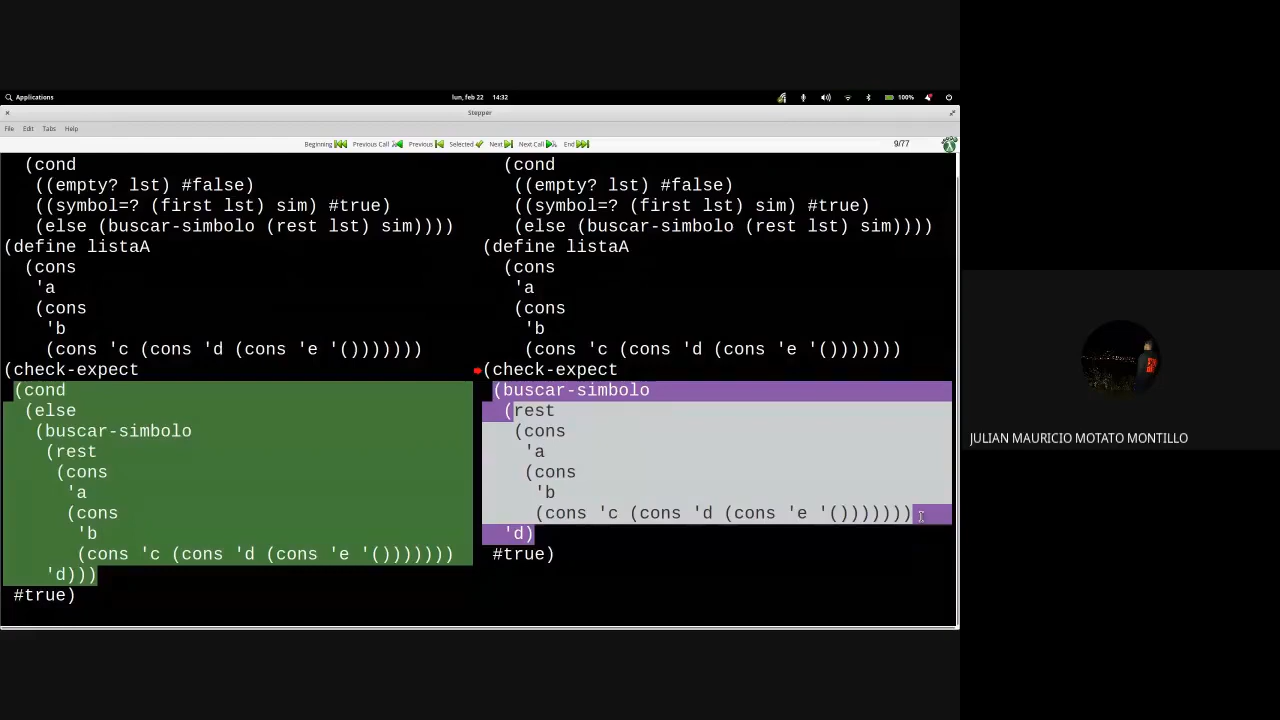 Applications
lun, feb 22 14:32
100%
Stepper
File Edit Tabs Help
Beginning Previous Call Previous Selected Next Next Call End
9/77
(cond
((empty? lst) #false)
((symbol=? (first lst) sim) #true)
(else (buscar-simbolo (rest lst) sim))))
(define listaA
(cons
'a
(cons
'b
(cons 'c (cons 'd (cons 'e '()))))))
(check-expect
(cond
(else
(buscar-simbolo
(rest
(cons
'a
(cons
'b
(cons 'c (cons 'd (cons 'e '()))))))
'd)))
#true)
(cond
((empty? lst) #false)
((symbol=? (first lst) sim) #true)
(else (buscar-simbolo (rest lst) sim))))
(define listaA
(cons
'a
(cons
'b
(cons 'c (cons 'd (cons 'e '()))))))
(check-expect
(buscar-simbolo
(rest
(cons
'a
(cons
'b
(cons 'c (cons 'd (cons 'e '()))))))
'd)
#true)
JULIAN MAURICIO MOTATO MONTILLO